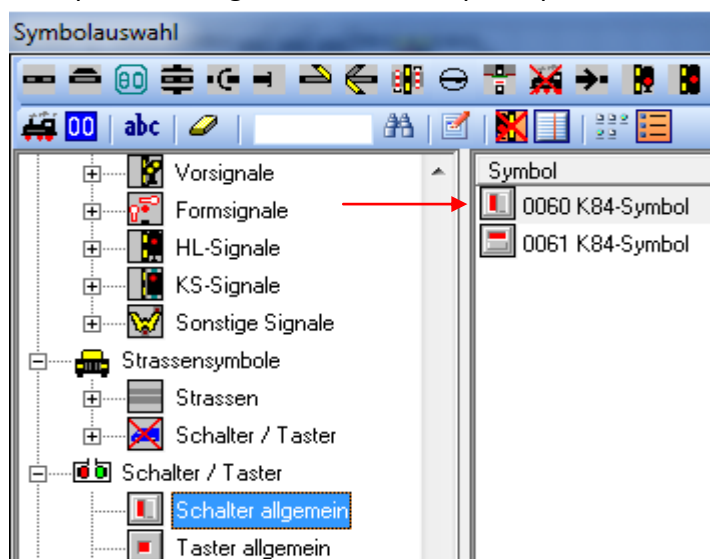 Symbolauswahl
00 abc
Vorsignale
Formsignale
HL-Signale
KS-Signale
Sonstige Signale
Strassensymbole
Strassen
Schalter / Taster
Schalter / Taster
Schalter allgemein
Taster allgemein
Symbol
0060 K84-Symbol
0061 K84-Symbol